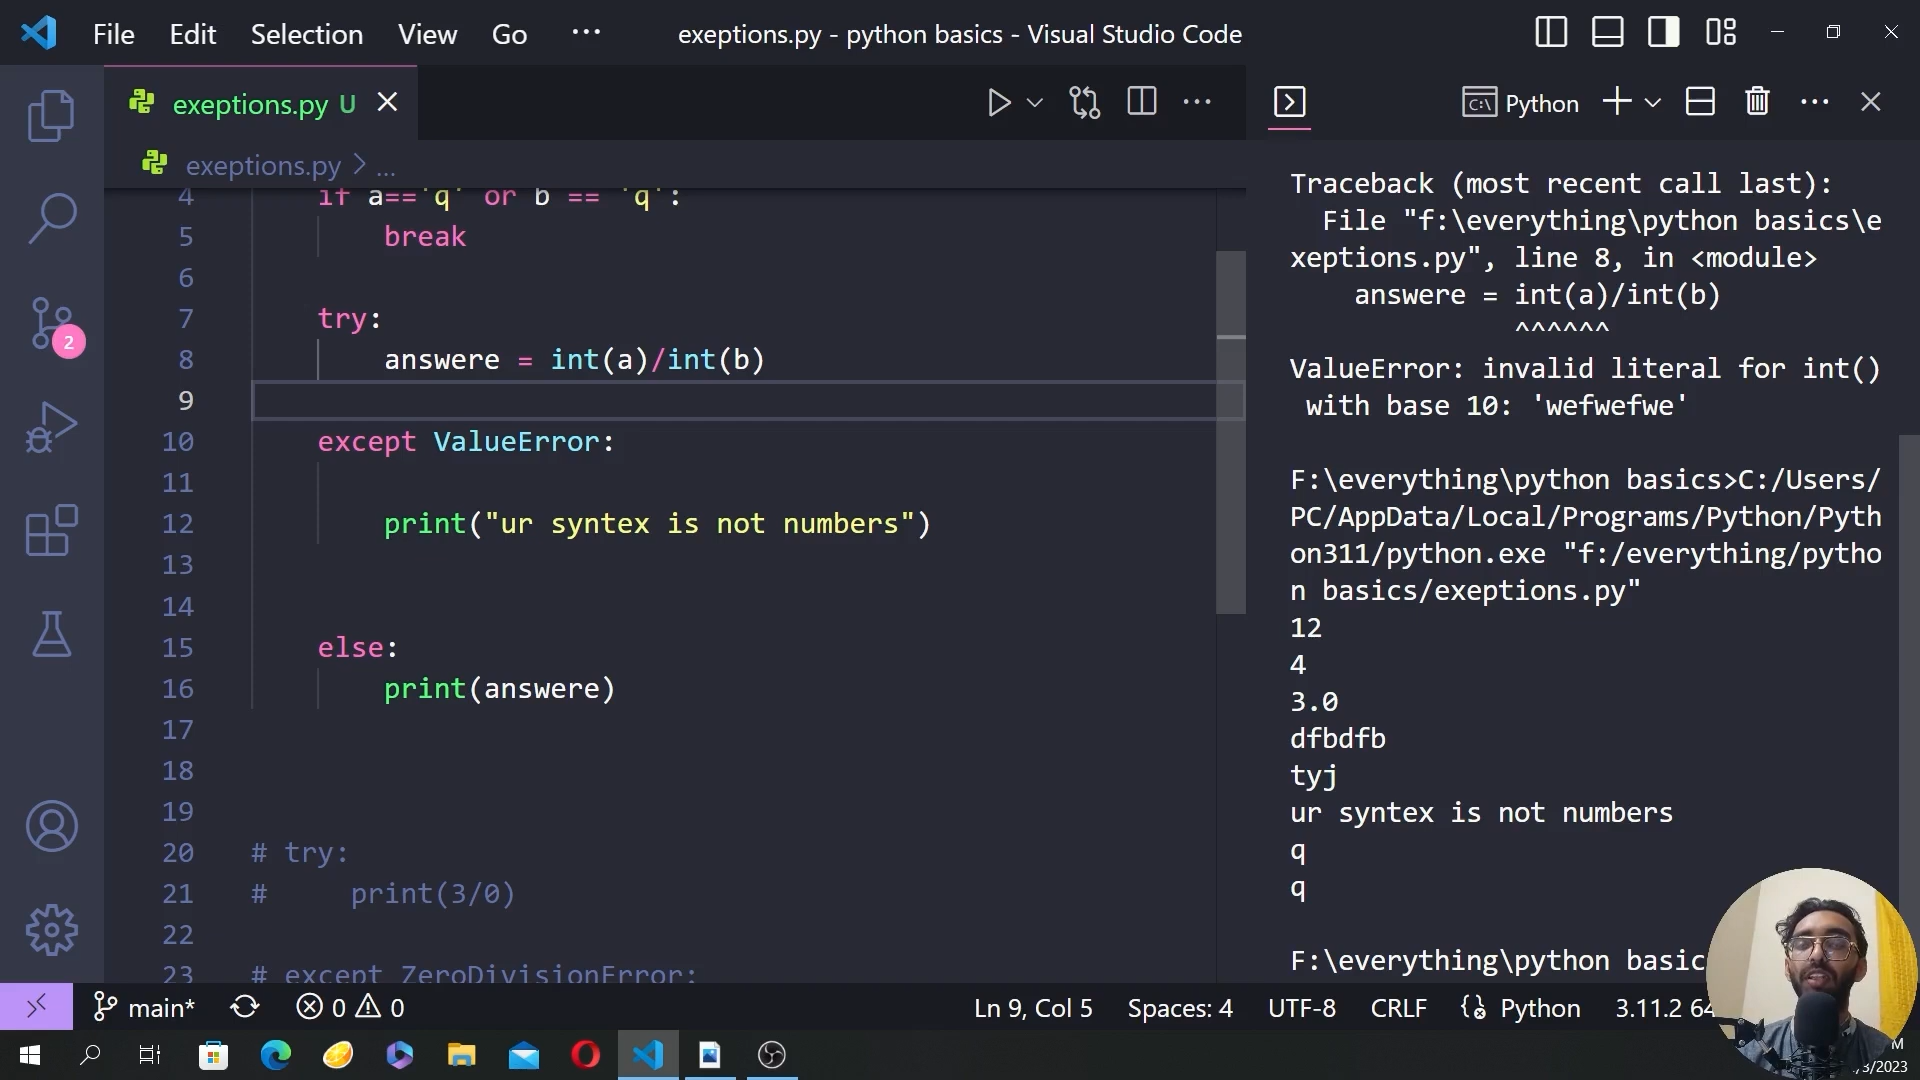 File Edit Selection View Go ... exeptions.py - python basics - Visual Studio Code
exeptions.py U
Python
exeptions.py > ...
4 if a=='q' or b == 'q':
5 break
6
7 try:
8 answere = int(a)/int(b)
9
10 except ValueError:
11
12 print("ur syntex is not numbers")
13
14
15 else:
16 print(answere)
17
18
19
20 # try:
21 # print(3/0)
22
23 # except ZeroDivisionError:
Traceback (most recent call last):
File "f:\everything\python basics\e
xeptions.py", line 8, in <module>
answere = int(a)/int(b)
^^^^^^
ValueError: invalid literal for int()
with base 10: 'wefwefwe'
F:\everything\python basics>C:/Users/
PC/AppData/Local/Programs/Python/Pyth
on311/python.exe "f:/everything/pytho
n basics/exeptions.py"
12
4
3.0
dfbdfb
tyj
ur syntex is not numbers
q
q
F:\everything\python basic
2
main* 0 0 Ln 9, Col 5 Spaces: 4 UTF-8 CRLF Python 3.11.2 64
M
/3/2023